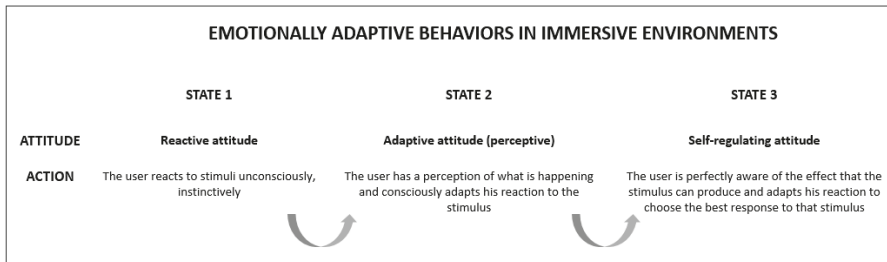 EMOTIONALLY ADAPTIVE BEHAVIORS IN IMMERSIVE ENVIRONMENTS
STATE 1 STATE 2 STATE 3
ATTITUDE Reactive attitude Adaptive attitude (perceptive) Self-regulating attitude
ACTION The user reacts to stimuli unconsciously, The user has a perception of what is happening The user is perfectly aware of the effect that the
instinctively and consciously adapts his reaction to the stimulus can produce and adapts his reaction to
stimulus choose the best response to that stimulus